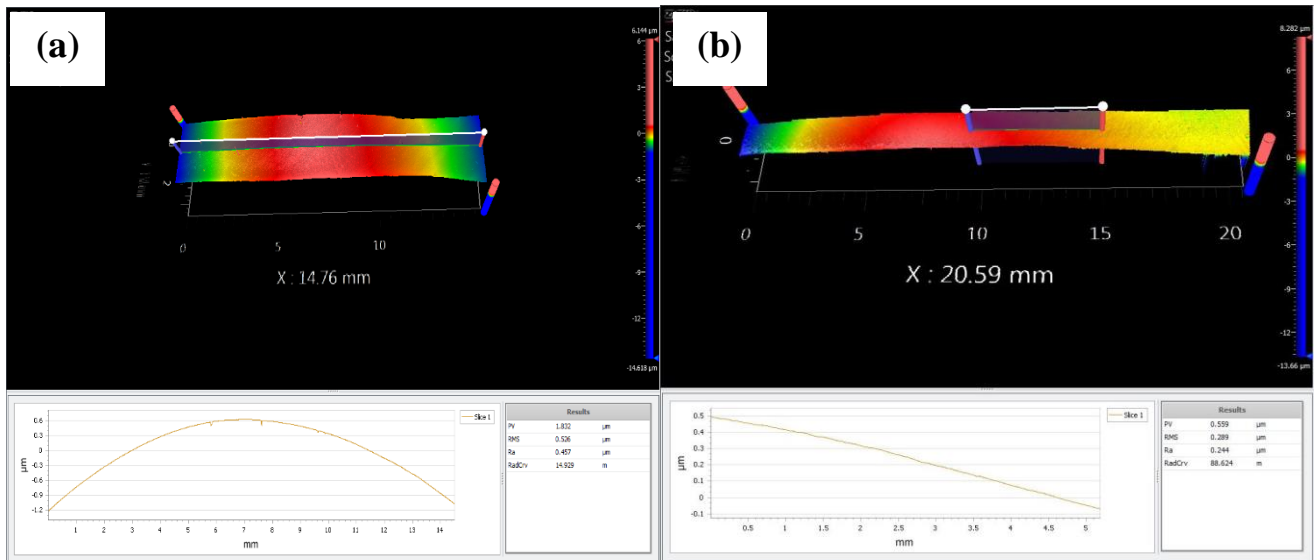 (a)
6.144 µm
6
3
0
-3
-6
-9
-12
-14.618 µm
2
0
5
10
X : 14.76 mm
0.6
0.3
0
-0.3
-0.6
-0.9
-1.2
µm
1 2 3 4 5 6 7 8 9 10 11 12 13 14
mm
Slice 1
Results
PV 1.832 µm
RMS 0.526 µm
Ra 0.457 µm
RadCrv 14.929 m
(b)
8.282 µm
6
3
0
-3
-6
-9
-12
-13.66 µm
0
0 5 10 15 20
X : 20.59 mm
0.5
0.4
0.3
0.2
0.1
0
-0.1
µm
0.5 1 1.5 2 2.5 3 3.5 4 4.5 5
mm
Slice 1
Results
PV 0.559 µm
RMS 0.289 µm
Ra 0.244 µm
RadCrv 88.624 m